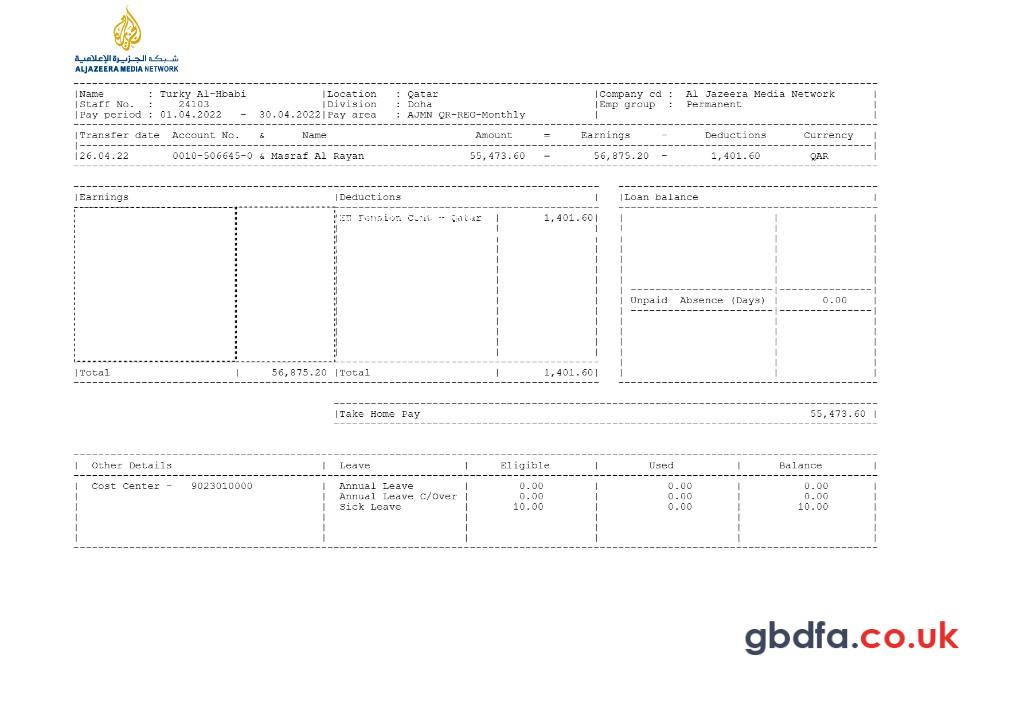 شبكة الجزيرة الإعلامية
ALJAZEERA MEDIA NETWORK
|Name : Turky Al-Hbabi |Location : Qatar |Company cd : Al Jazeera Media Network |
|Staff No. : 24103 |Division : Doha |Emp group : Permanent |
|Pay period : 01.04.2022 - 30.04.2022|Pay area : AJMN QR-REG-Monthly | |
|Transfer date Account No. & Name Amount = Earnings - Deductions Currency |
|26.04.22 0010-506645-0 & Masraf Al Rayan 55,473.60 = 56,875.20 - 1,401.60 QAR |
|Earnings |Deductions | |Loan balance |
Pension Cont - Qatar | 1,401.60|
Unpaid Absence (Days) | 0.00 |
|Total | 56,875.20 |Total | 1,401.60|
|Take Home Pay 55,473.60 |
| Other Details | Leave | Eligible | Used | Balance |
| Cost Center - 9023010000 | Annual Leave | 0.00 | 0.00 | 0.00 |
| Annual Leave C/Over | 0.00 | 0.00 | 0.00 |
| Sick Leave | 10.00 | 0.00 | 10.00 |
gbdfa.co.uk